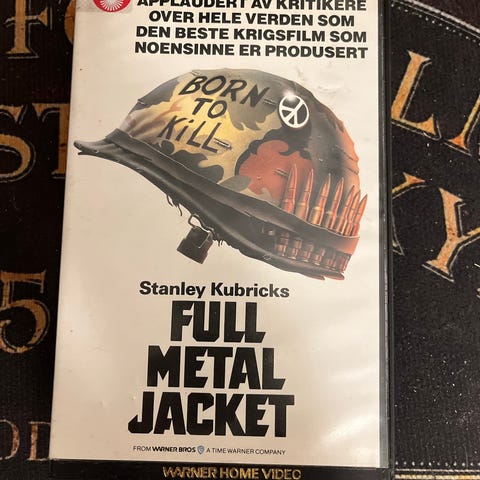 APPLAUDERT AV KRITIKERE
OVER HELE VERDEN SOM
DEN BESTE KRIGSFILM SOM
NOENSINNE ER PRODUSERT
BORN
TO
KILL
Stanley Kubricks
FULL
METAL
JACKET
FROM WARNER BROS A TIME WARNER COMPANY
WARNER HOME VIDEO